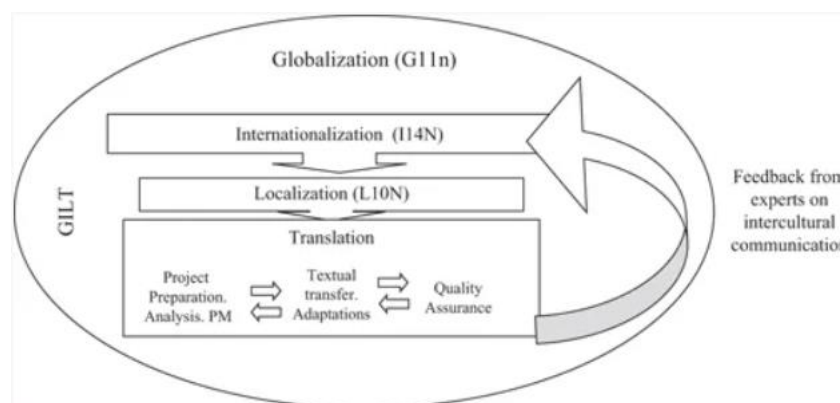 Globalization (G11n)
Internationalization (I14N)
Localization (L10N)
GILT
Translation
Project
Preparation.
Analysis. PM
Textual
transfer.
Adaptations
Quality
Assurance
Feedback from
experts on
intercultural
communication